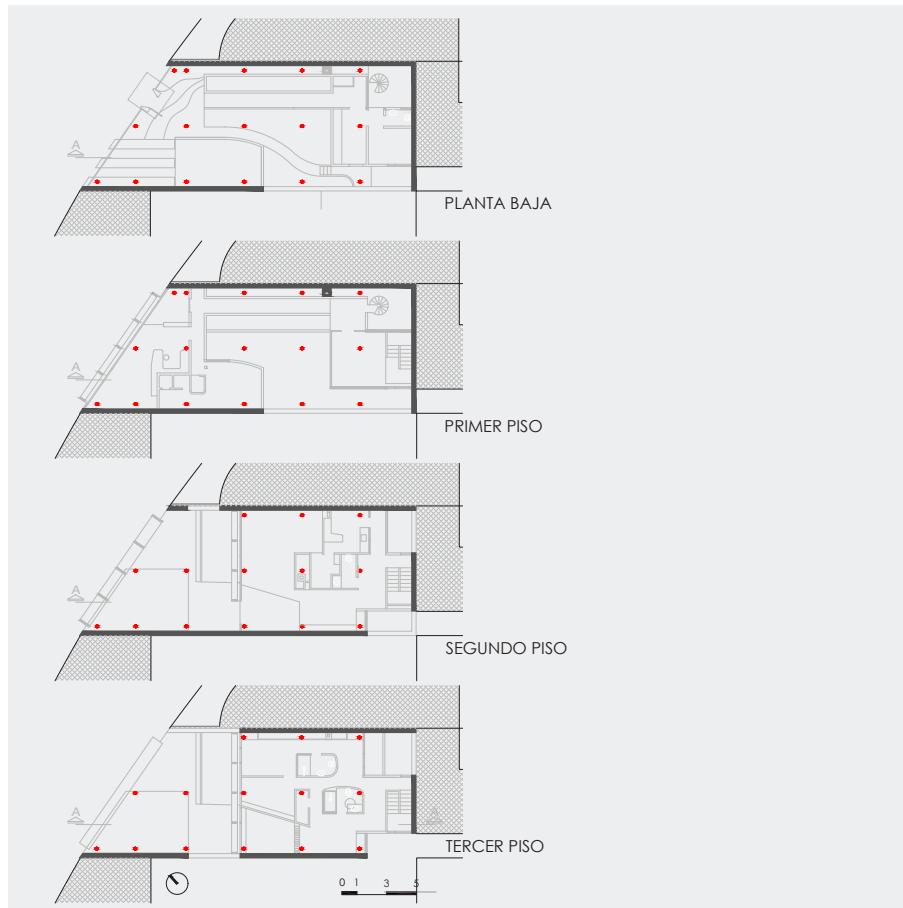 A
PLANTA BAJA
A
PRIMER PISO
A
SEGUNDO PISO
A
A
TERCER PISO
0 1 3 5